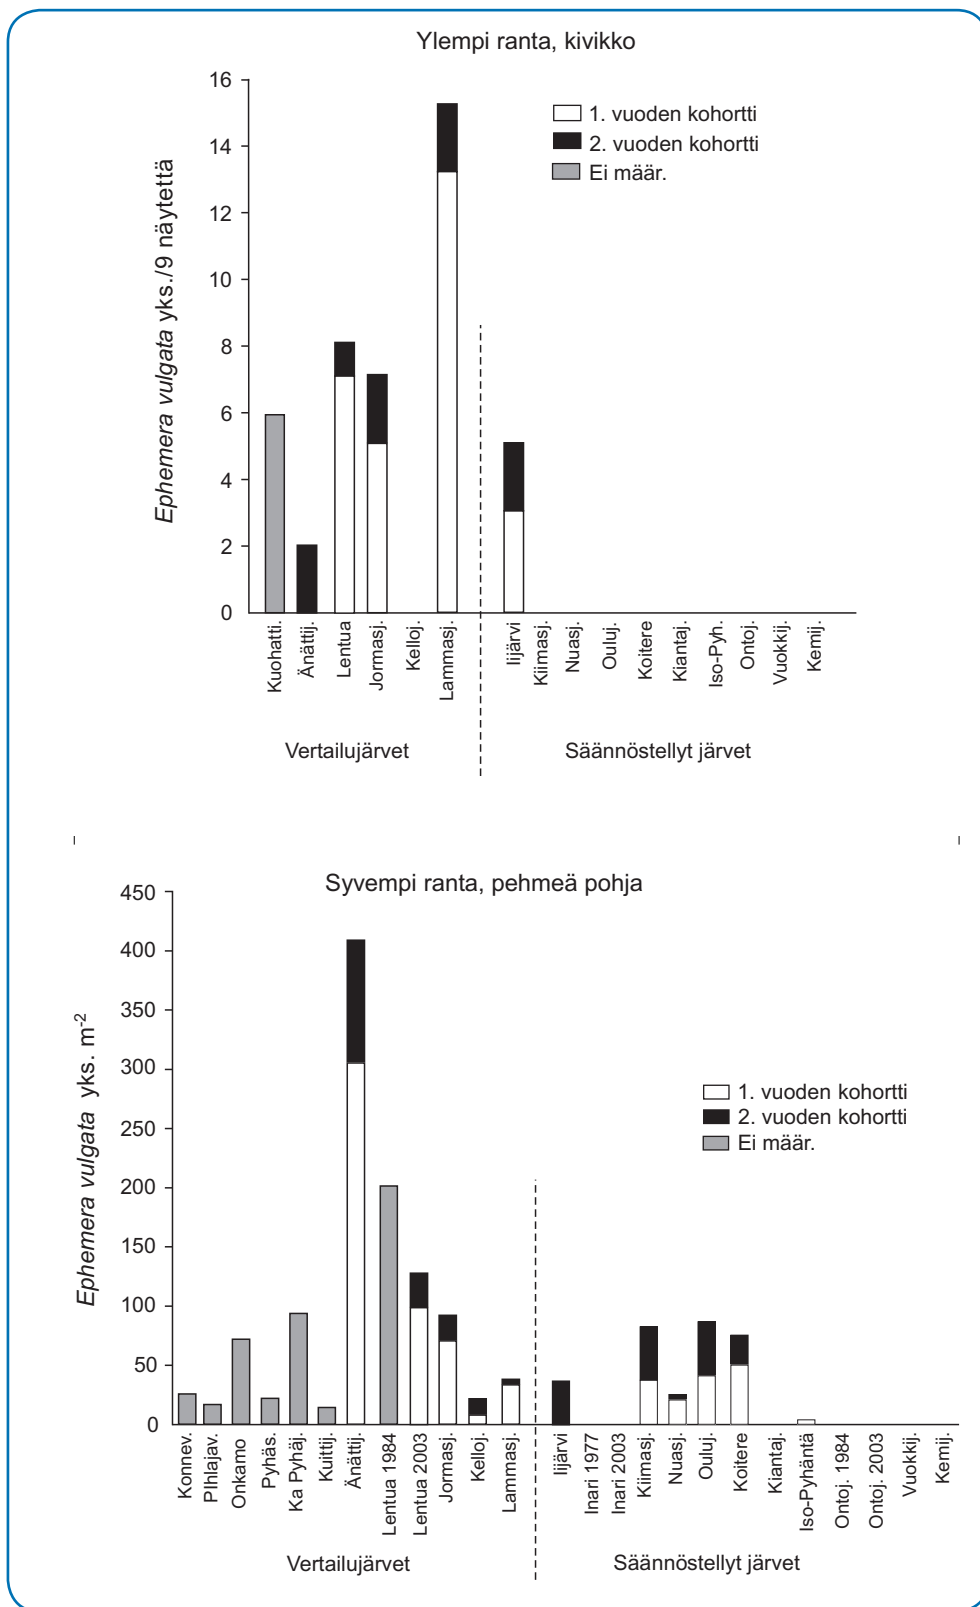 Ylempi ranta, kivikko
16
14
12
10
8
6
4
2
0
Ephemera vulgata yks./9 näytettä
1. vuoden kohortti
2. vuoden kohortti
Ei määr.
Kuohatti.
Änättij.
Lentua
Jormasj.
Kelloj.
Lammasj.
Iijärvi
Kiimasj.
Nuasj.
Ouluj.
Koitere
Kiantaj.
Iso-Pyh.
Ontoj.
Vuokkij.
Kemij.
Vertailujärvet
Säännöstellyt järvet
Syvempi ranta, pehmeä pohja
450
400
350
300
250
200
150
100
50
0
Ephemera vulgata yks. m-2
1. vuoden kohortti
2. vuoden kohortti
Ei määr.
Konnev.
PIhlajav.
Onkamo
Pyhäs.
Ka Pyhäj.
Kuittij.
Änättij.
Lentua 1984
Lentua 2003
Jormasj.
Kelloj.
Lammasj.
Iijärvi
Inari 1977
Inari 2003
Kiimasj.
Nuasj.
Ouluj.
Koitere
Kiantaj.
Iso-Pyhäntä
Ontoj. 1984
Ontoj. 2003
Vuokkij.
Kemij.
Vertailujärvet
Säännöstellyt järvet